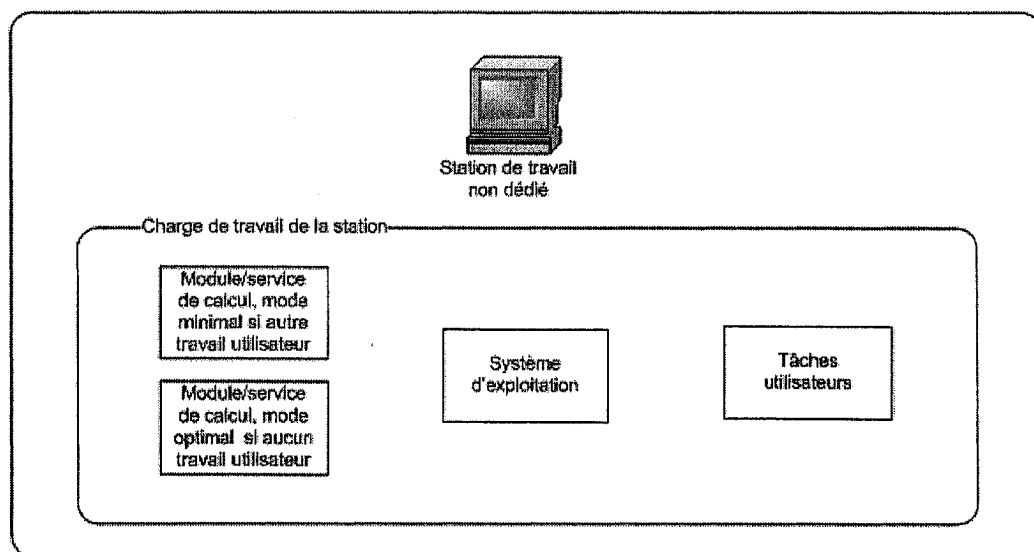 Station de travail
non dédié
Charge de travail de la station
Module/service
de calcul, mode
minimal si autre
travail utilisateur
Module/service
de calcul, mode
optimal si aucun
travail utilisateur
Système
d'exploitation
Tâches
utilisateurs